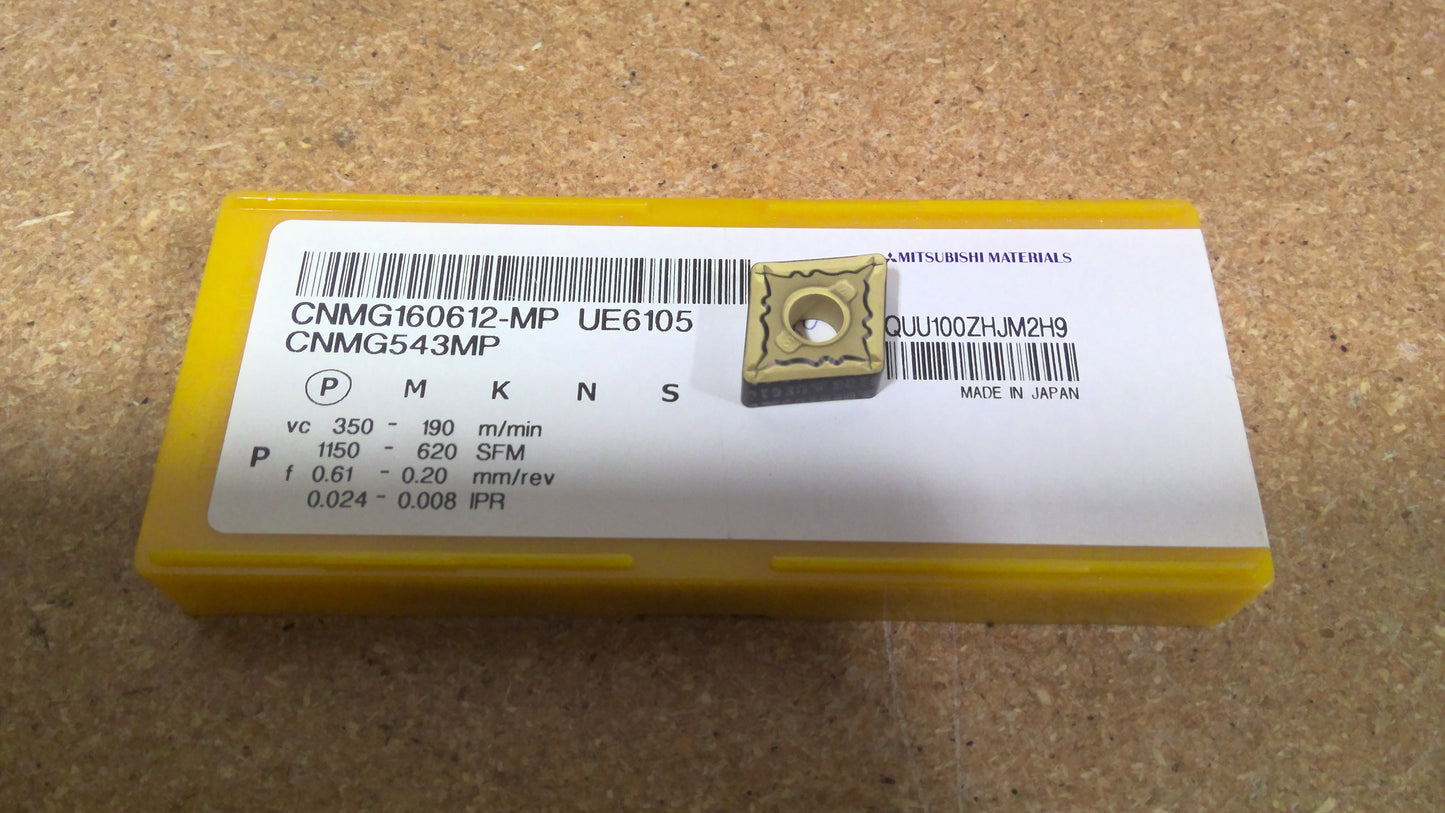 CNMG160612-MP UE6105
CNMG543MP
P M K N S
P
vc 350 - 190 m/min
1150 - 620 SFM
f 0.61 - 0.20 mm/rev
0.024 - 0.008 IPR
MITSUBISHI MATERIALS
QUU100ZHJM2H9
MADE IN JAPAN